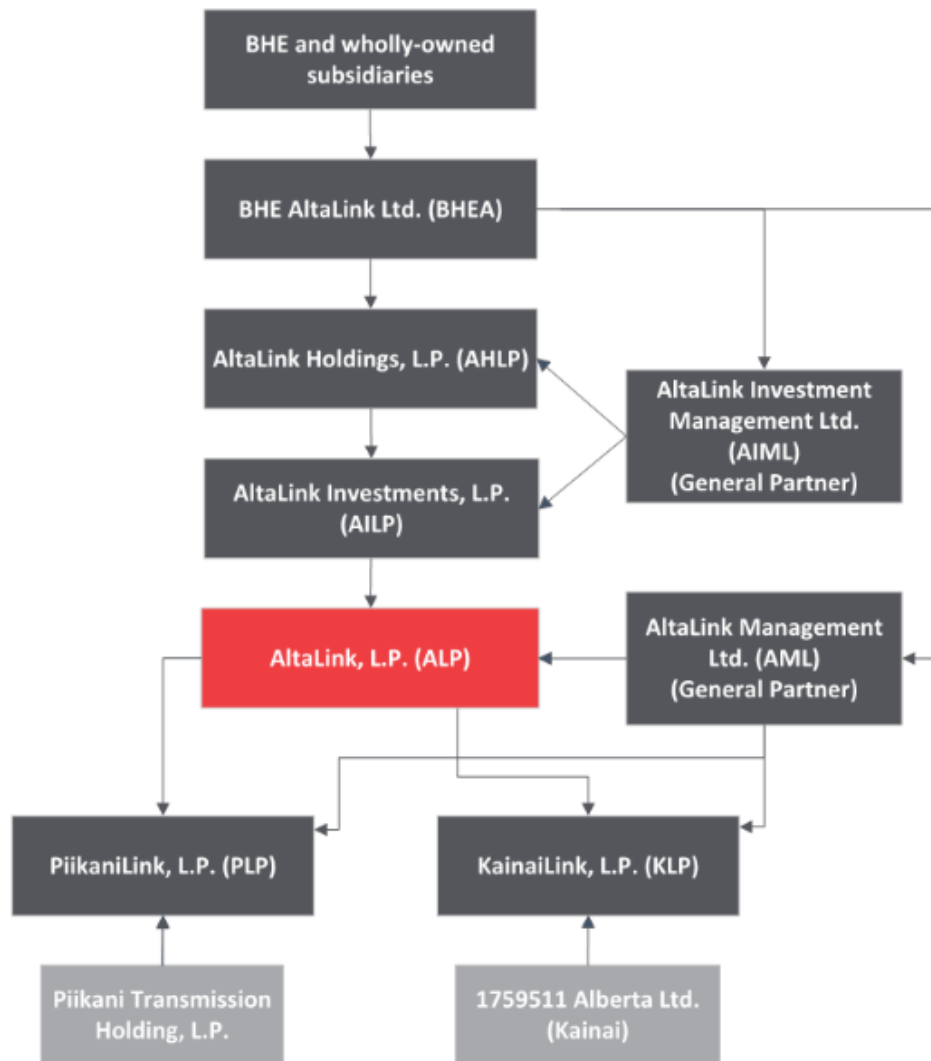 BHE and wholly-owned
subsidiaries
BHE AltaLink Ltd. (BHEA)
AltaLink Holdings, L.P. (AHLP)
AltaLink Investment
Management Ltd.
(AIML)
(General Partner)
AltaLink Investments, L.P.
(AILP)
AltaLink, L.P. (ALP)
AltaLink Management
Ltd. (AML)
(General Partner)
PiikaniLink, L.P. (PLP)
KainaiLink, L.P. (KLP)
Piikani Transmission
Holding, L.P.
1759511 Alberta Ltd.
(Kainai)